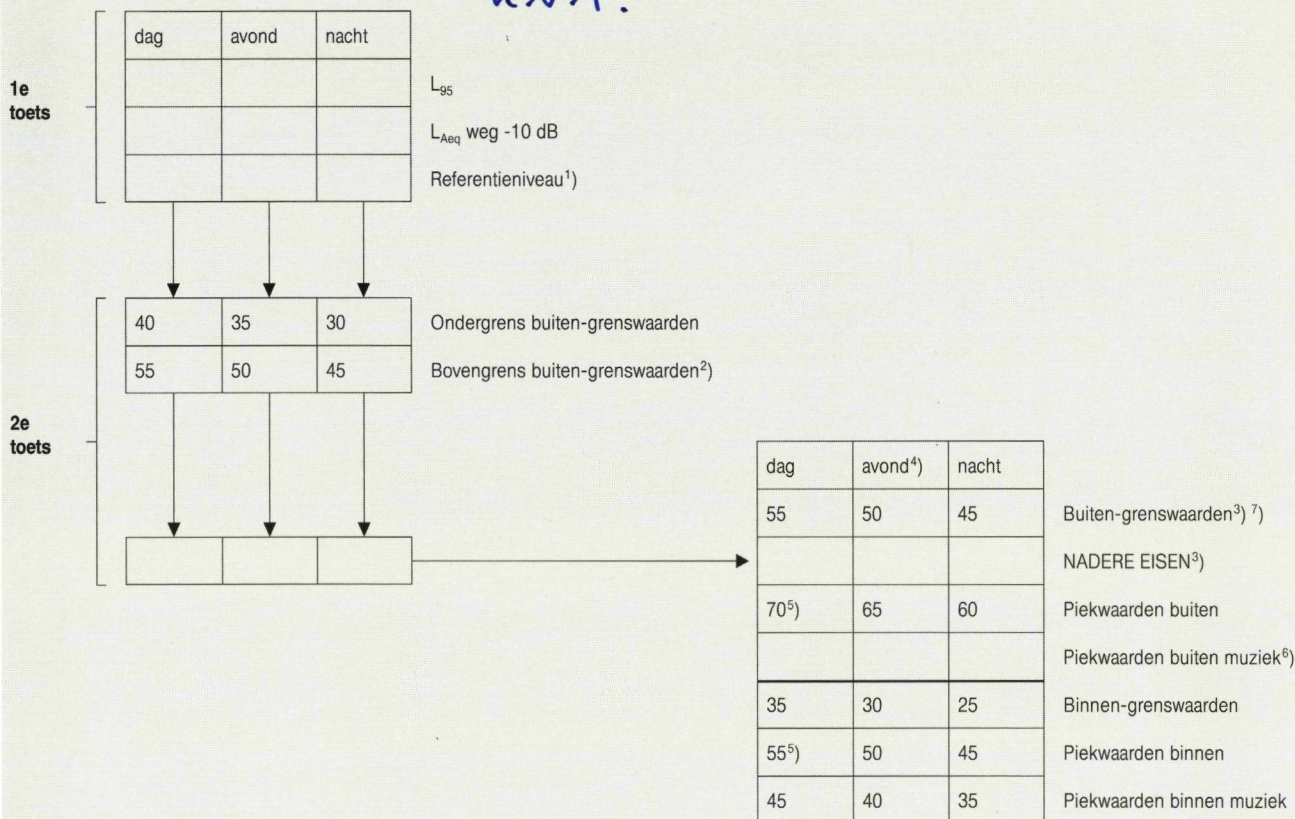 dag avond nacht
1e
toets
L₉₅
L_Aeq weg -10 dB
Referentieniveau¹)
40 35 30 Ondergrens buiten-grenswaarden
55 50 45 Bovengrens buiten-grenswaarden²)
2e
toets
dag avond⁴) nacht
55 50 45 Buiten-grenswaarden³) ⁷)
NADERE EISEN³)
70⁵) 65 60 Piekwaarden buiten
Piekwaarden buiten muziek⁶)
35 30 25 Binnen-grenswaarden
55⁵) 50 45 Piekwaarden binnen
45 40 35 Piekwaarden binnen muziek